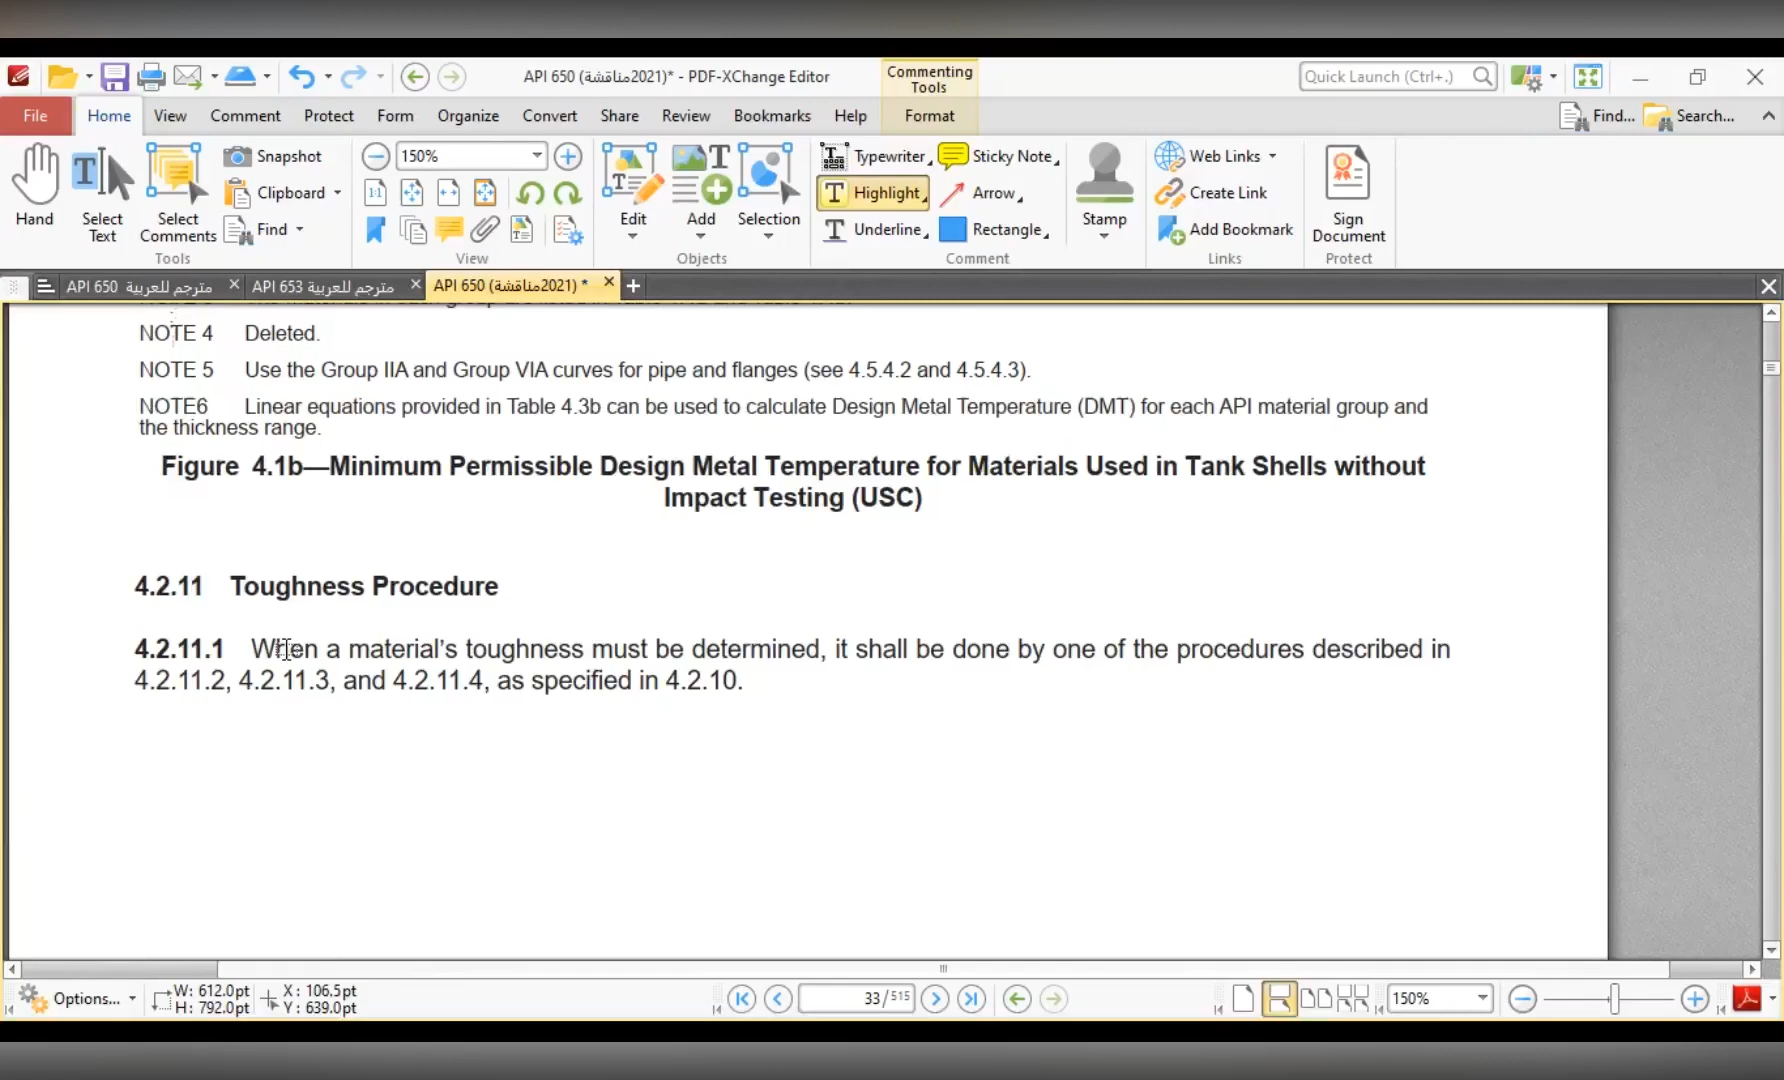 API 650 (مناقشة2021)* - PDF-XChange Editor
Commenting Tools
Quick Launch (Ctrl+.)
File Home View Comment Protect Form Organize Convert Share Review Bookmarks Help Format Find... Search...
Hand
Select Text
Select Comments
Snapshot
Clipboard
Find
Tools
150%
View
Edit
Add
Selection
Objects
Typewriter
Sticky Note
Highlight
Arrow
Underline
Rectangle
Comment
Stamp
Web Links
Create Link
Add Bookmark
Links
Sign Document
Protect
API 650 مترجم للعربية
API 653 مترجم للعربية
API 650 (مناقشة2021) *
NOTE 4 Deleted.
NOTE 5 Use the Group IIA and Group VIA curves for pipe and flanges (see 4.5.4.2 and 4.5.4.3).
NOTE6 Linear equations provided in Table 4.3b can be used to calculate Design Metal Temperature (DMT) for each API material group and
the thickness range.
Figure 4.1b—Minimum Permissible Design Metal Temperature for Materials Used in Tank Shells without
Impact Testing (USC)
4.2.11 Toughness Procedure
4.2.11.1 When a material's toughness must be determined, it shall be done by one of the procedures described in
4.2.11.2, 4.2.11.3, and 4.2.11.4, as specified in 4.2.10.
Options...
W: 612.0pt
H: 792.0pt
X: 106.5pt
Y: 639.0pt
33/515
150%